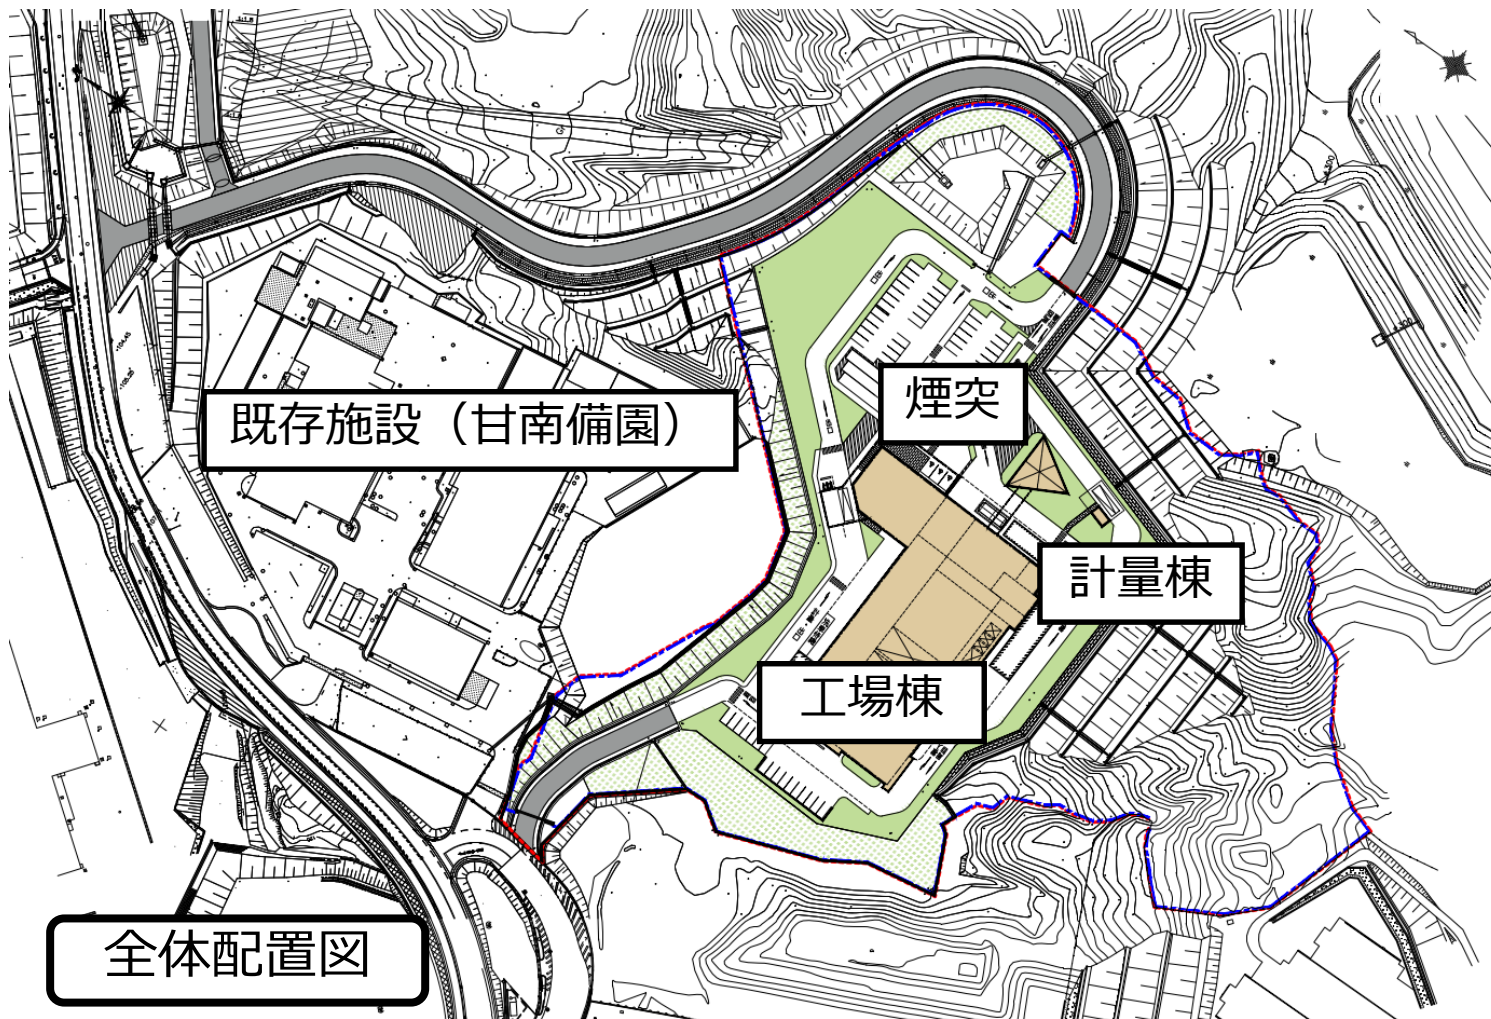 煙突
既存施設（甘南備園）
計量棟
工場棟
全体配置図